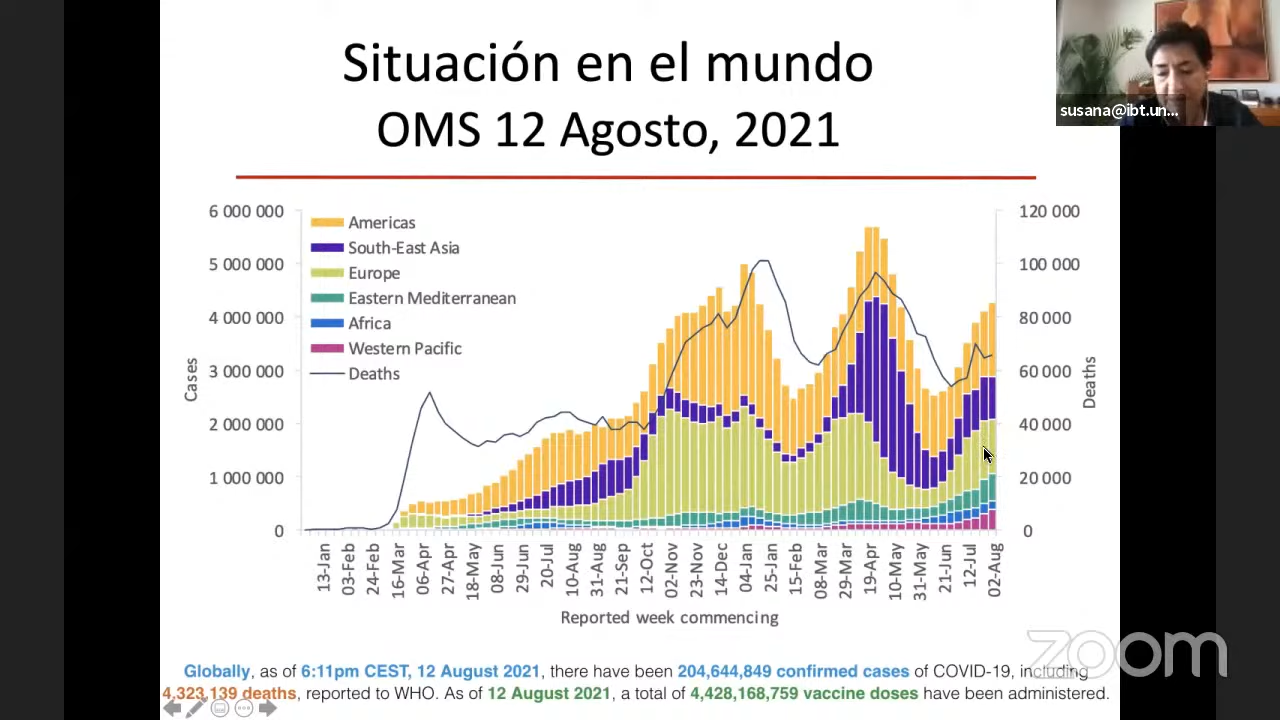 Situación en el mundo
OMS 12 Agosto, 2021
susana@ibt.un...
6 000 000
5 000 000
4 000 000
3 000 000
2 000 000
1 000 000
0
Cases
Americas
South-East Asia
Europe
Eastern Mediterranean
Africa
Western Pacific
Deaths
120 000
100 000
80 000
60 000
40 000
20 000
0
Deaths
13-Jan
03-Feb
24-Feb
16-Mar
06-Apr
27-Apr
18-May
08-Jun
29-Jun
20-Jul
10-Aug
31-Aug
21-Sep
12-Oct
02-Nov
23-Nov
14-Dec
04-Jan
25-Jan
15-Feb
08-Mar
29-Mar
19-Apr
10-May
31-May
21-Jun
12-Jul
02-Aug
Reported week commencing
zoom
Globally, as of 6:11pm CEST, 12 August 2021, there have been 204,644,849 confirmed cases of COVID-19, including
4,323,139 deaths, reported to WHO. As of 12 August 2021, a total of 4,428,168,759 vaccine doses have been administered.